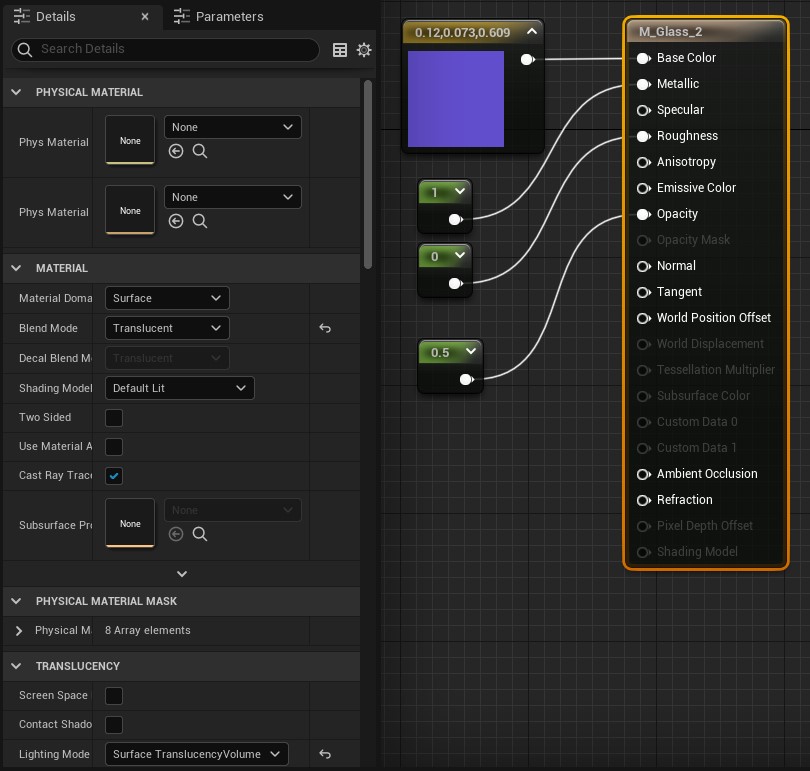 Details
Parameters
Search Details
PHYSICAL MATERIAL
Phys Material
None
None
Phys Material
None
None
MATERIAL
Material Doma
Surface
Blend Mode
Translucent
Decal Blend M
Translucent
Shading Model
Default Lit
Two Sided
Use Material A
Cast Ray Trace
Subsurface Pr
None
None
PHYSICAL MATERIAL MASK
Physical M
8 Array elements
TRANSLUCENCY
Screen Space
Contact Shado
Lighting Mode
Surface TranslucencyVolume
0.12,0.073,0.609
1
0
0.5
M_Glass_2
Base Color
Metallic
Specular
Roughness
Anisotropy
Emissive Color
Opacity
Opacity Mask
Normal
Tangent
World Position Offset
World Displacement
Tessellation Multiplier
Subsurface Color
Custom Data 0
Custom Data 1
Ambient Occlusion
Refraction
Pixel Depth Offset
Shading Model